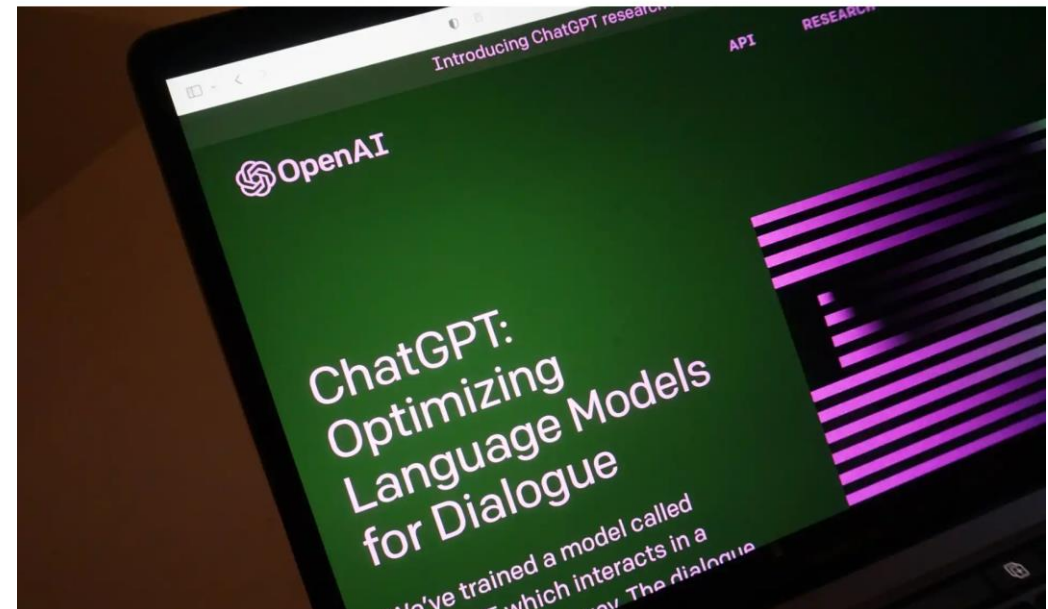 Introducing ChatGPT research
API
RESEARCH
OpenAI
ChatGPT:
Optimizing
Language Models
for Dialogue
We've trained a model called
which interacts in a
The dialogue